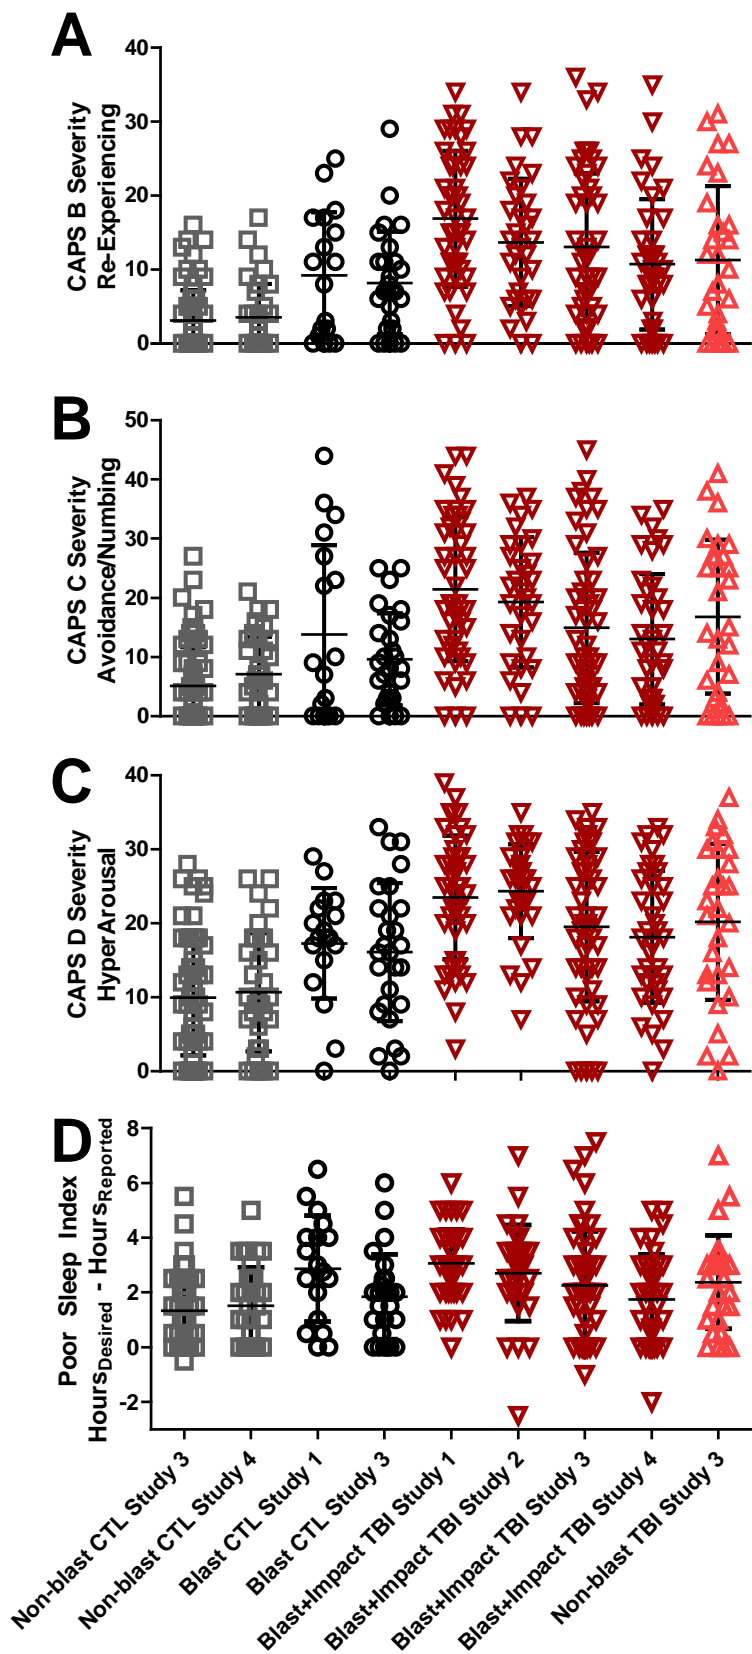 A
CAPS B Severity
Re-Experiencing
40
30
20
10
0
B
CAPS C Severity
Avoidance/Numbing
50
40
30
20
10
0
C
CAPS D Severity
HyperArousal
40
30
20
10
0
D
Poor Sleep Index
HoursDesired - HoursReported
8
6
4
2
0
-2
Non-blast CTL Study 3
Non-blast CTL Study 4
Blast CTL Study 1
Blast CTL Study 3
Blast+Impact TBI Study 1
Blast+Impact TBI Study 2
Blast+Impact TBI Study 3
Blast+Impact TBI Study 4
Non-blast TBI Study 3